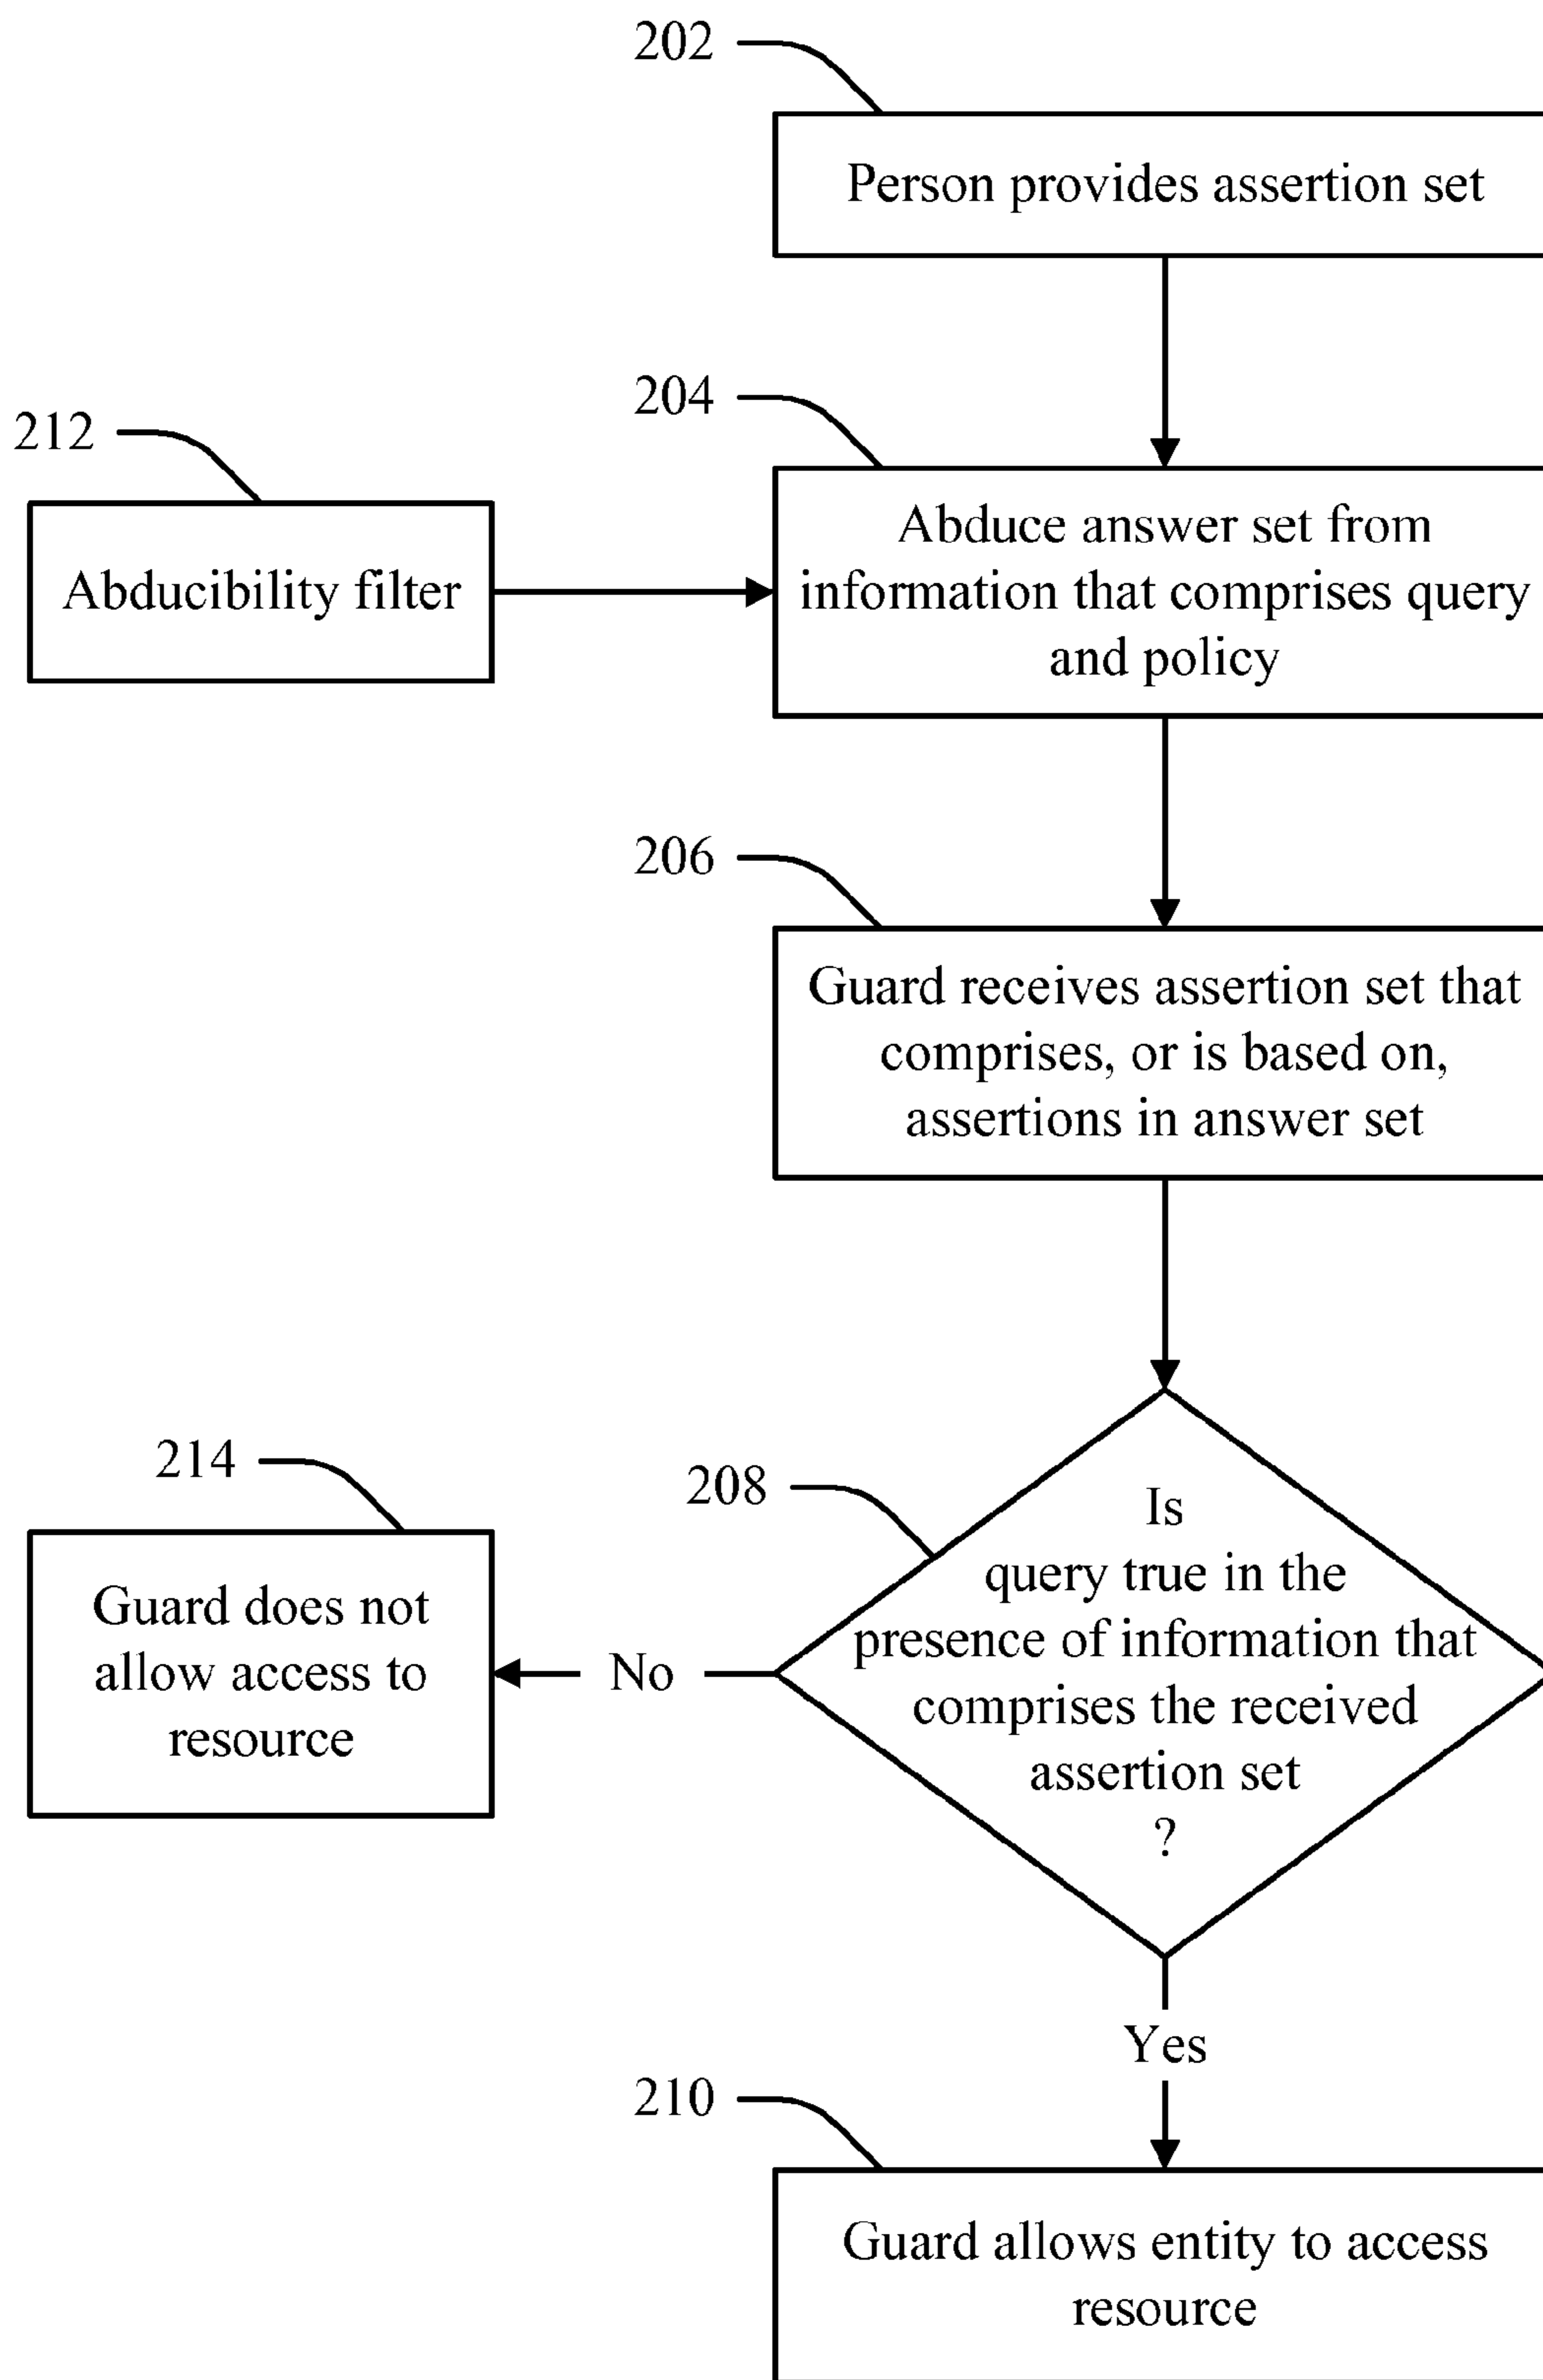 202
Person provides assertion set
204
212
Abduce answer set from
information that comprises query
and policy
Abducibility filter
206
Guard receives assertion set that
comprises, or is based on,
assertions in answer set
214
208
Is
query true in the
presence of information that
comprises the received
assertion set
?
No
Guard does not
allow access to
resource
Yes
210
Guard allows entity to access
resource